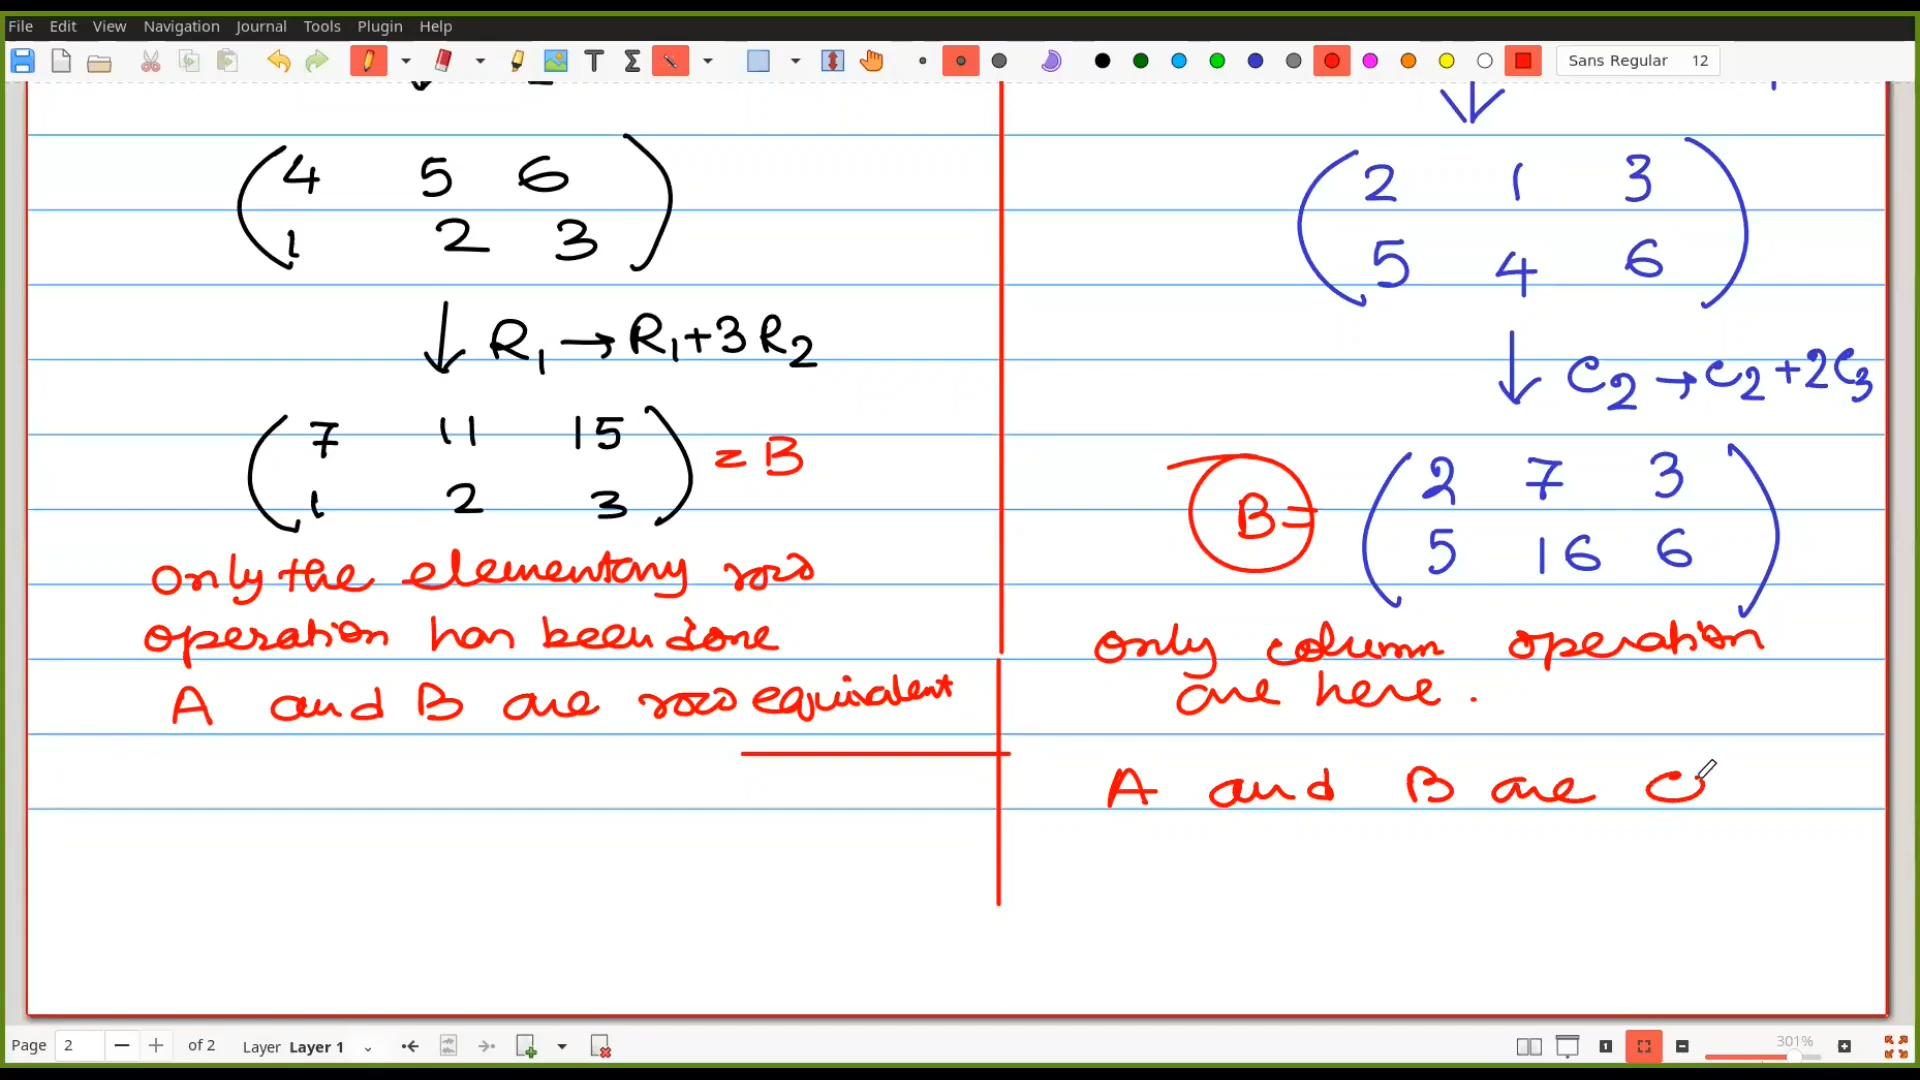 File Edit View Navigation Journal Tools Plugin Help
Sans Regular 12
4 5 6
1 2 3
↓ R₁ → R₁+3R₂
7 11 15
1 2 3
= B
only the elementary row
operation has been done
A and B are row equivalent
2 1 3
5 4 6
↓ C₂ → C₂+2C₃
B =
2 7 3
5 16 6
only column operation
are here.
A and B are C
Page 2 of 2 Layer Layer 1 301%